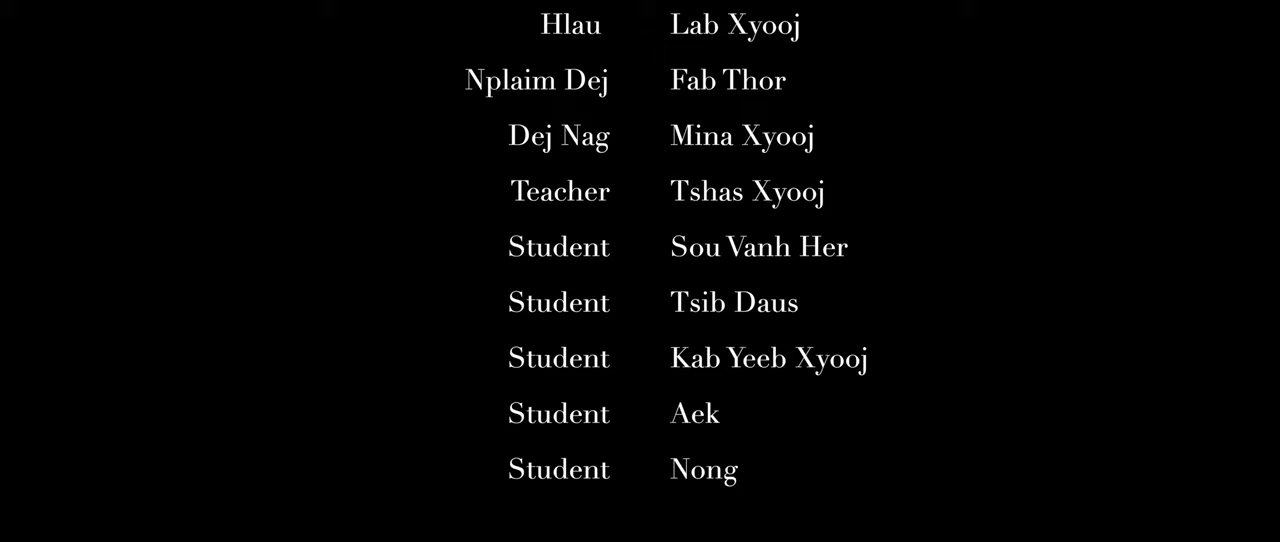 Hlau Lab Xyooj
Nplaim Dej Fab Thor
Dej Nag Mina Xyooj
Teacher Tshas Xyooj
Student Sou Vanh Her
Student Tsib Daus
Student Kab Yeeb Xyooj
Student Aek
Student Nong